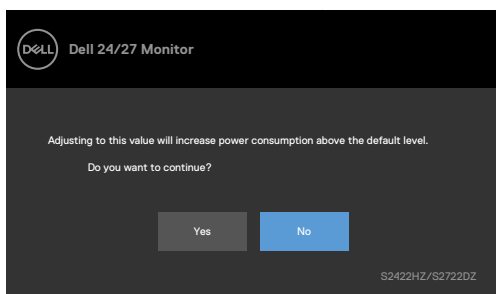 DELL
Dell 24/27 Monitor
Adjusting to this value will increase power consumption above the default level.
Do you want to continue?
Yes
No
S2422HZ/S2722DZ